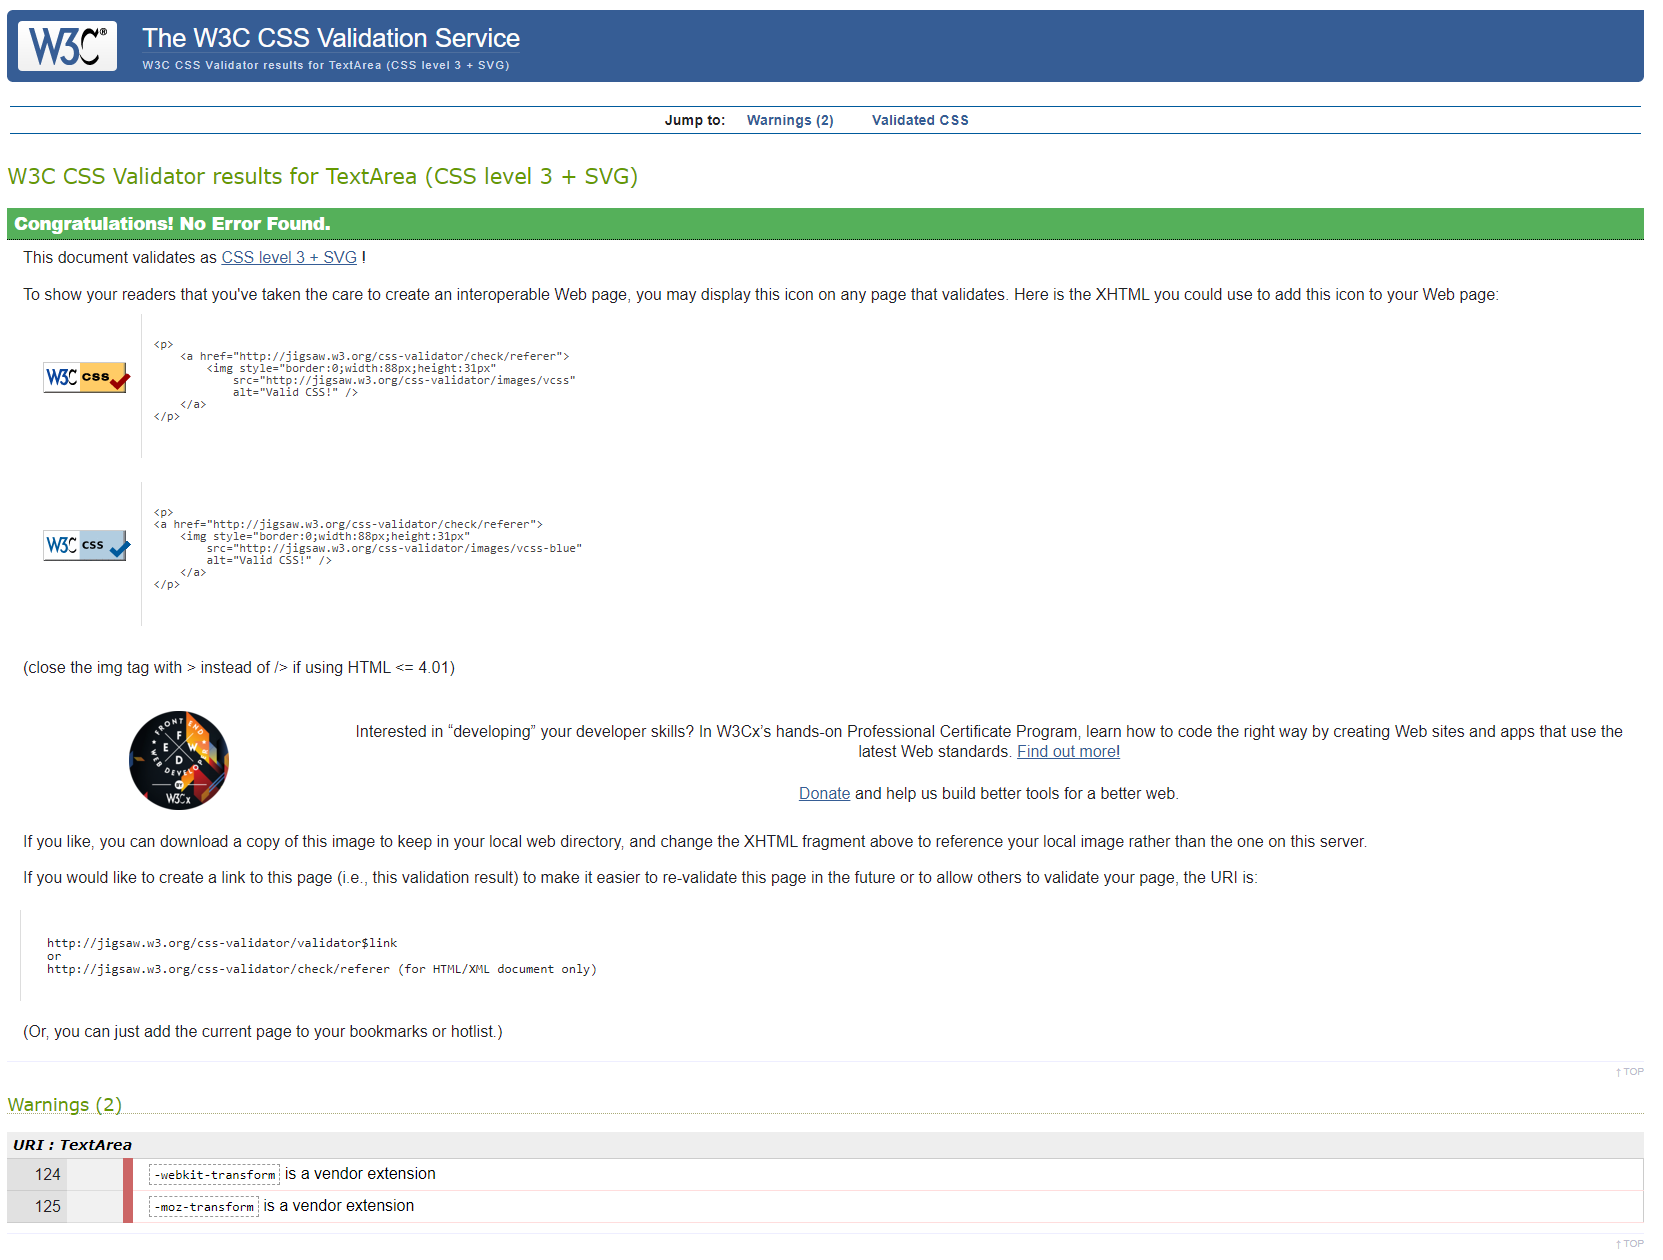 W3C®
The W3C CSS Validation Service
W3C CSS Validator results for TextArea (CSS level 3 + SVG)
Jump to: Warnings (2) Validated CSS
W3C CSS Validator results for TextArea (CSS level 3 + SVG)
Congratulations! No Error Found.
This document validates as CSS level 3 + SVG !
To show your readers that you've taken the care to create an interoperable Web page, you may display this icon on any page that validates. Here is the XHTML you could use to add this icon to your Web page:
W3C css
<p>
<a href="http://jigsaw.w3.org/css-validator/check/referer">
<img style="border:0;width:88px;height:31px"
src="http://jigsaw.w3.org/css-validator/images/vcss"
alt="Valid CSS!" />
</a>
</p>
W3C css
<p>
<a href="http://jigsaw.w3.org/css-validator/check/referer">
<img style="border:0;width:88px;height:31px"
src="http://jigsaw.w3.org/css-validator/images/vcss-blue"
alt="Valid CSS!" />
</a>
</p>
(close the img tag with > instead of /> if using HTML <= 4.01)
FRONT END
F
E W
D
WEB DEVELOPER
BY
W3Cx
Interested in “developing” your developer skills? In W3Cx’s hands-on Professional Certificate Program, learn how to code the right way by creating Web sites and apps that use the
latest Web standards. Find out more!
Donate and help us build better tools for a better web.
If you like, you can download a copy of this image to keep in your local web directory, and change the XHTML fragment above to reference your local image rather than the one on this server.
If you would like to create a link to this page (i.e., this validation result) to make it easier to re-validate this page in the future or to allow others to validate your page, the URI is:
http://jigsaw.w3.org/css-validator/validator$link
or
http://jigsaw.w3.org/css-validator/check/referer (for HTML/XML document only)
(Or, you can just add the current page to your bookmarks or hotlist.)
↑ TOP
Warnings (2)
URI : TextArea
124 -webkit-transform is a vendor extension
125 -moz-transform is a vendor extension
↑ TOP